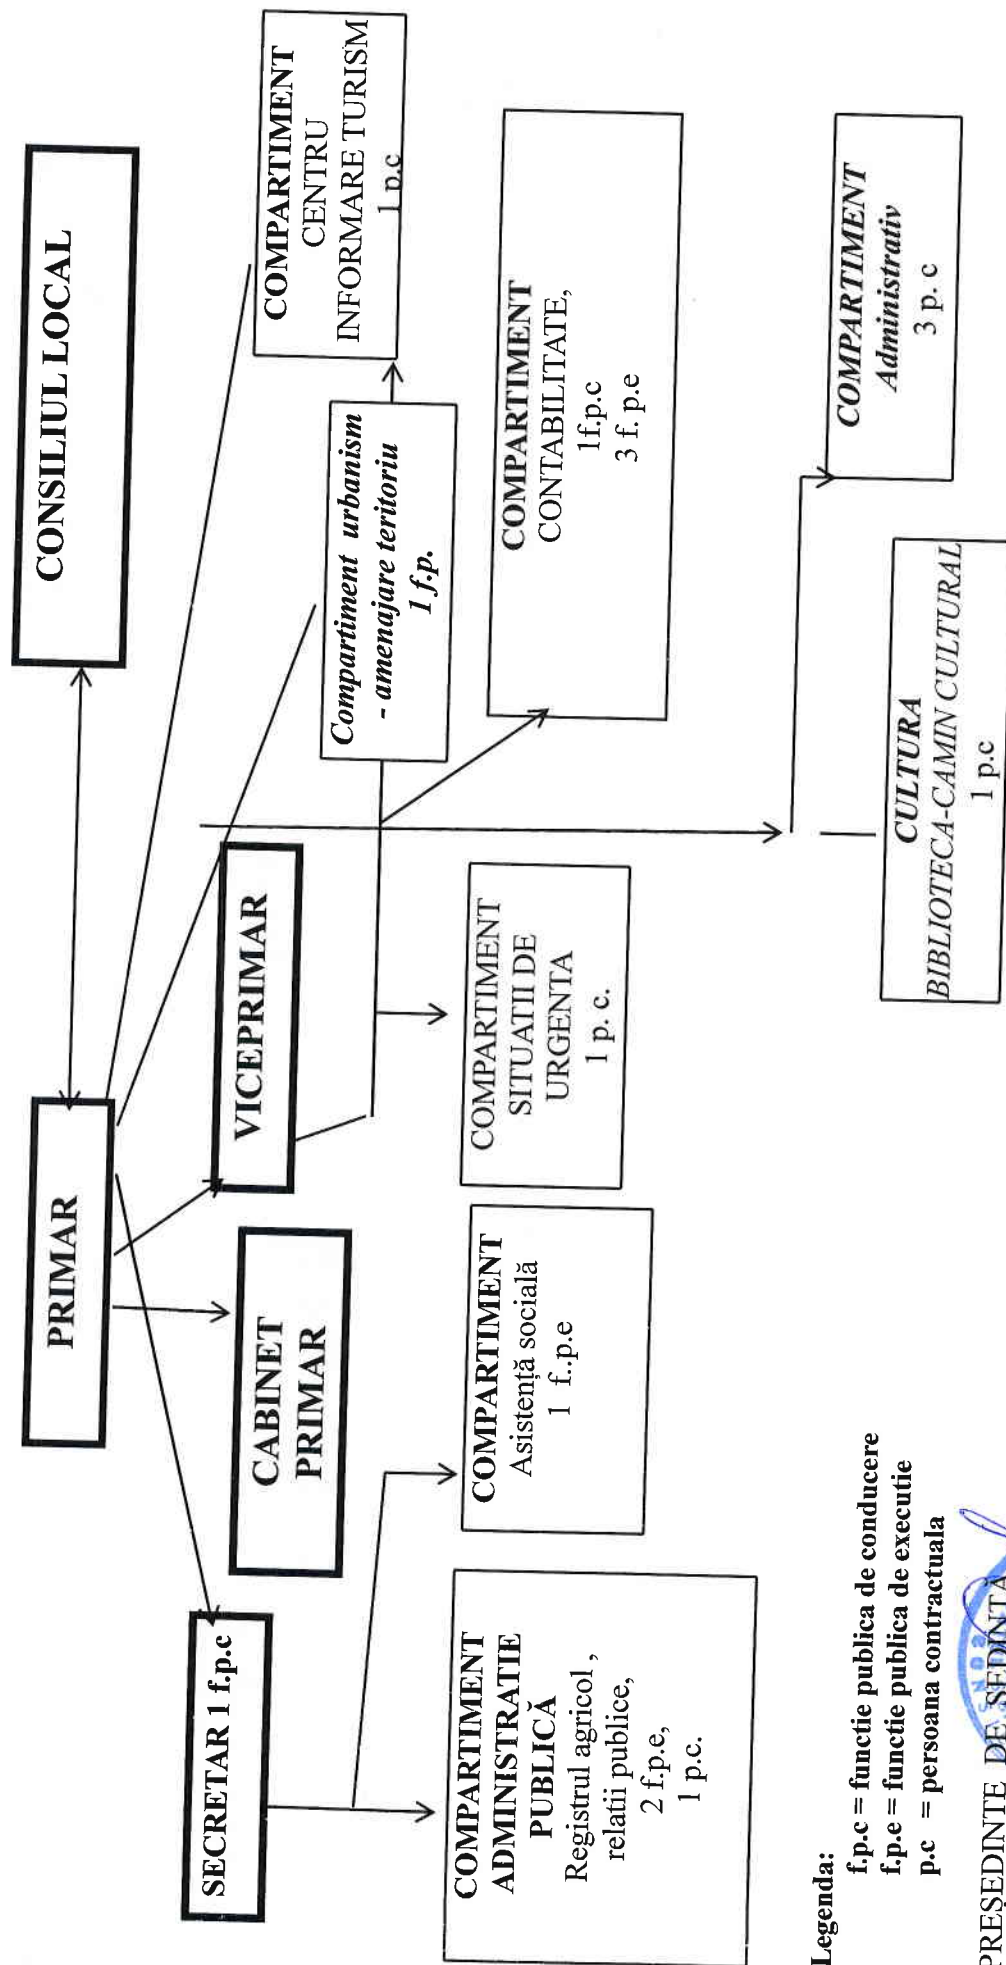 CONSILIUL LOCAL
PRIMAR
SECRETAR 1 f.p.c
CABINET
PRIMAR
VICEPRIMAR
Compartiment urbanism
- amenajare teritoriu
1 f.p.
COMPARTIMENT
CENTRU
INFORMARE TURISM
1 p.c
COMPARTIMENT
ADMINISTRATIE
PUBLICĂ
Registrul agricol ,
relatii publice,
2 f.p.e,
1 p.c.
COMPARTIMENT
Asistenţă socială
1 f..p.e
COMPARTIMENT
SITUATII DE
URGENTA
1 p. c.
COMPARTIMENT
CONTABILITATE,
1f.p.c
3 f. p.e
CULTURA
BIBLIOTECA-CAMIN CULTURAL
1 p.c
COMPARTIMENT
Administrativ
3 p. c
Legenda:
f.p.c = functie publica de conducere
f.p.e = functie publica de executie
p.c = persoana contractuala
PREŞEDINTE DE SEDINTĂ